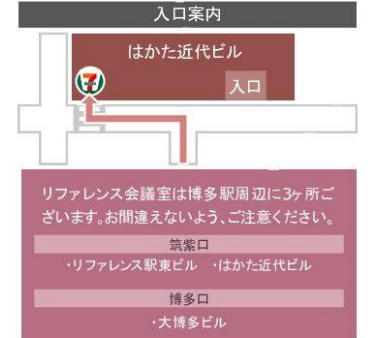 入口案内
はかた近代ビル
入口
リファレンス会議室は博多駅周辺に3ヶ所ご
ざいます。お間違えないよう、ご注意ください。
筑紫口
・リファレンス駅東ビル ・はかた近代ビル
博多口
・大博多ビル